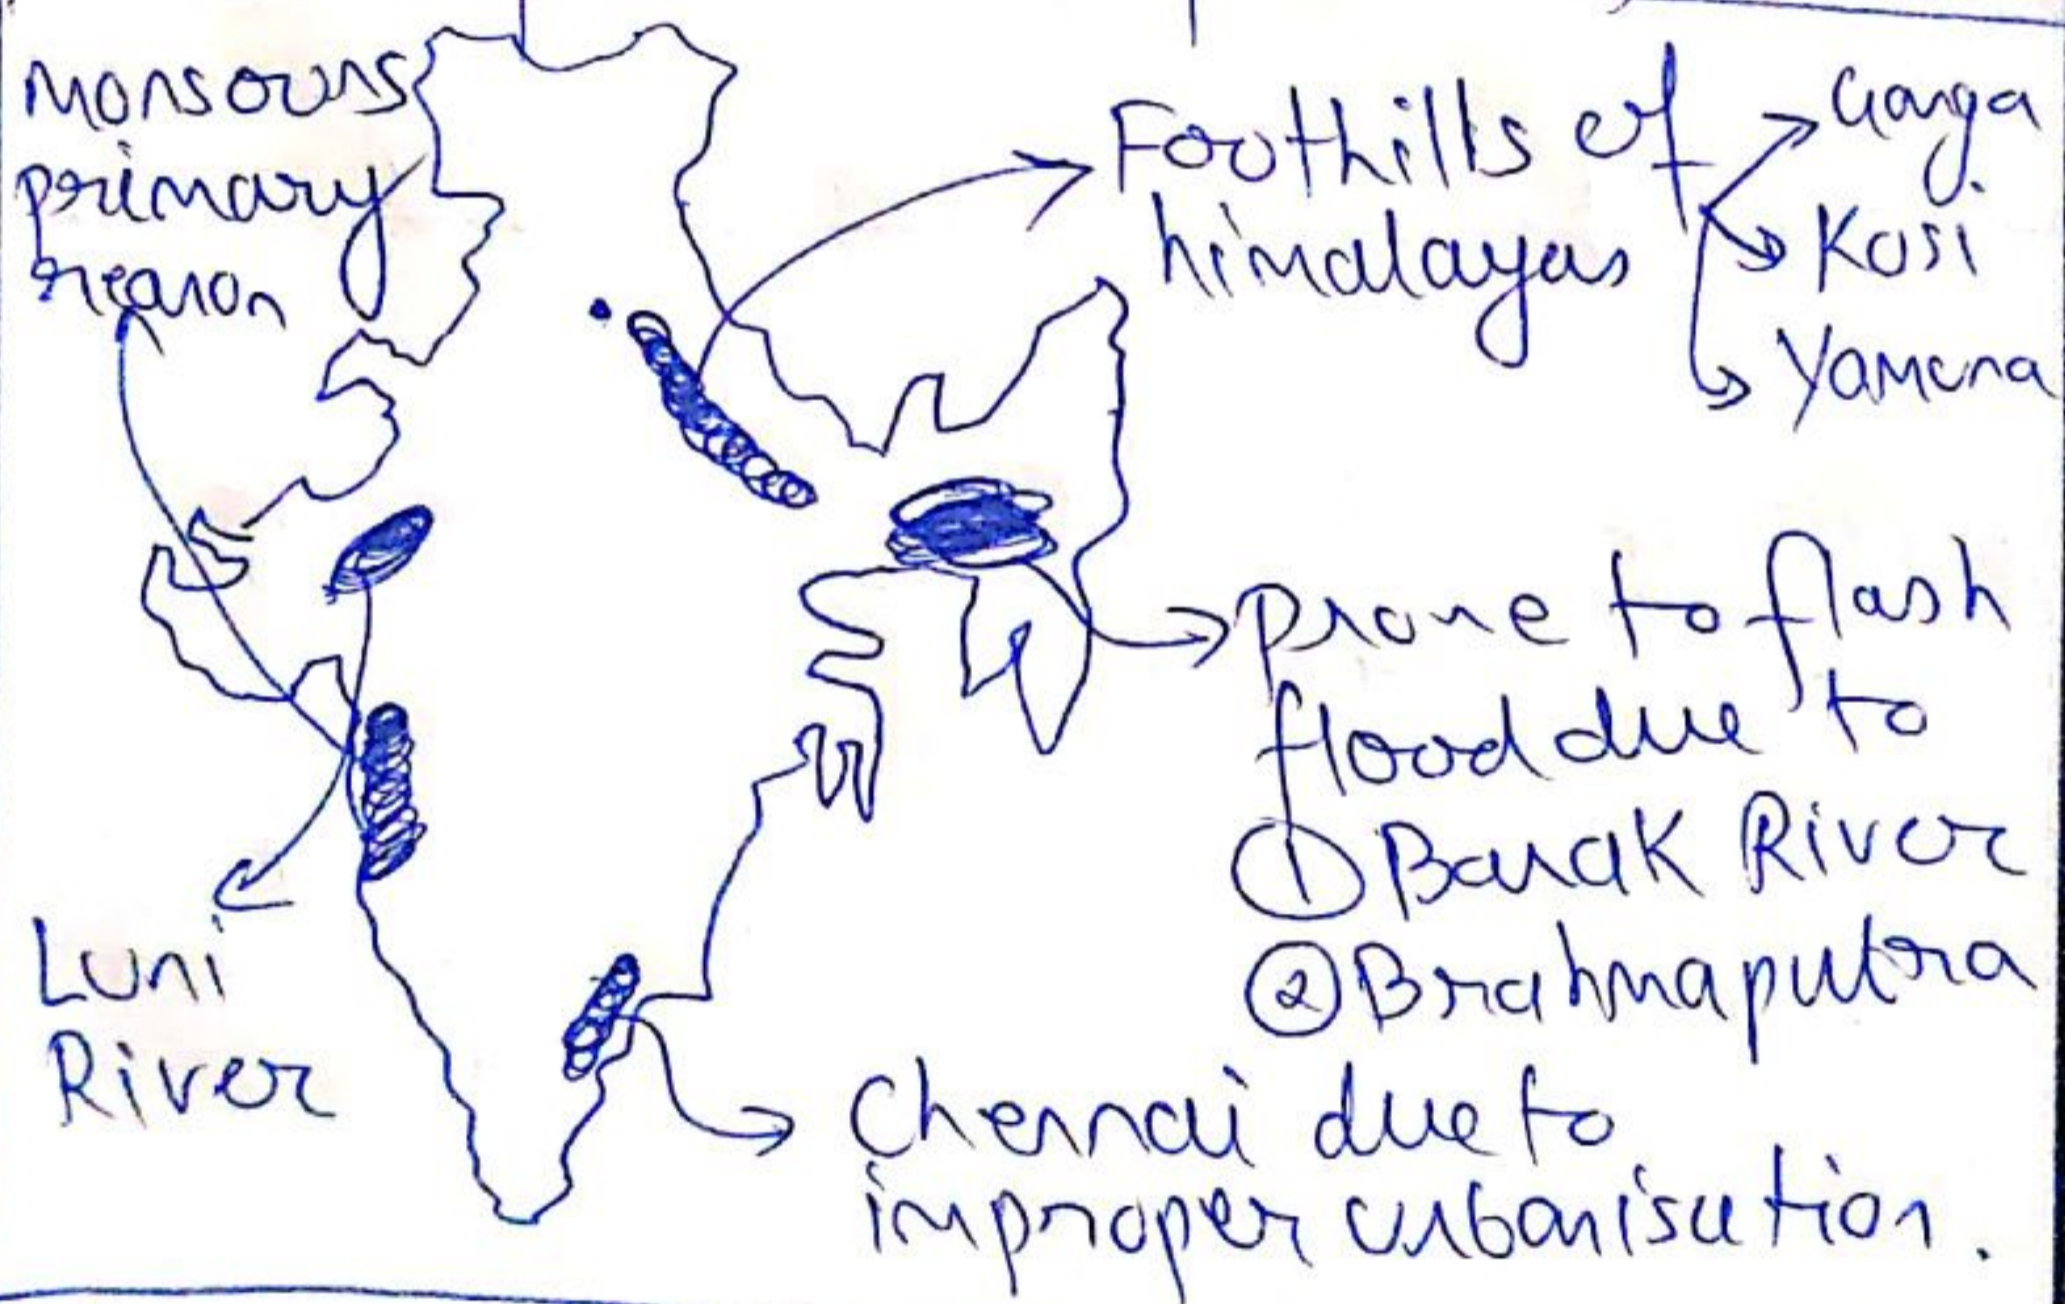 Monsoons
primary
reason
Foothills of
himalayas
Ganga
Kosi
Yamuna
Prone to flash
flood due to
① Barak River
② Brahmaputra
Luni
River
Chennai due to
improper urbanisation.